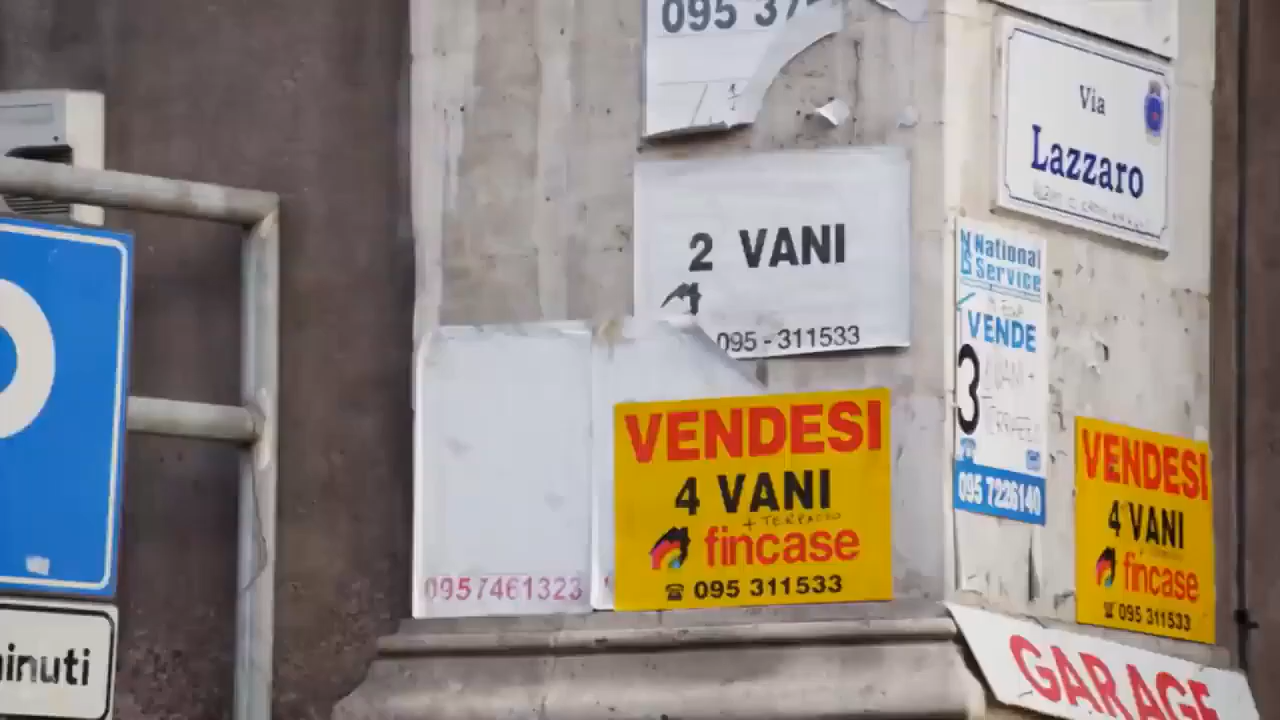 095 37
2 VANI
095 - 311533
0957461323
VENDESI
4 VANI
+ TERRAZZO
fincase
☎ 095 311533
Via
Lazzaro
National
Service
VENDE
3 VANI +
095 7226140
VENDESI
4 VANI
fincase
☎ 095 311533
GARAGE
inuti